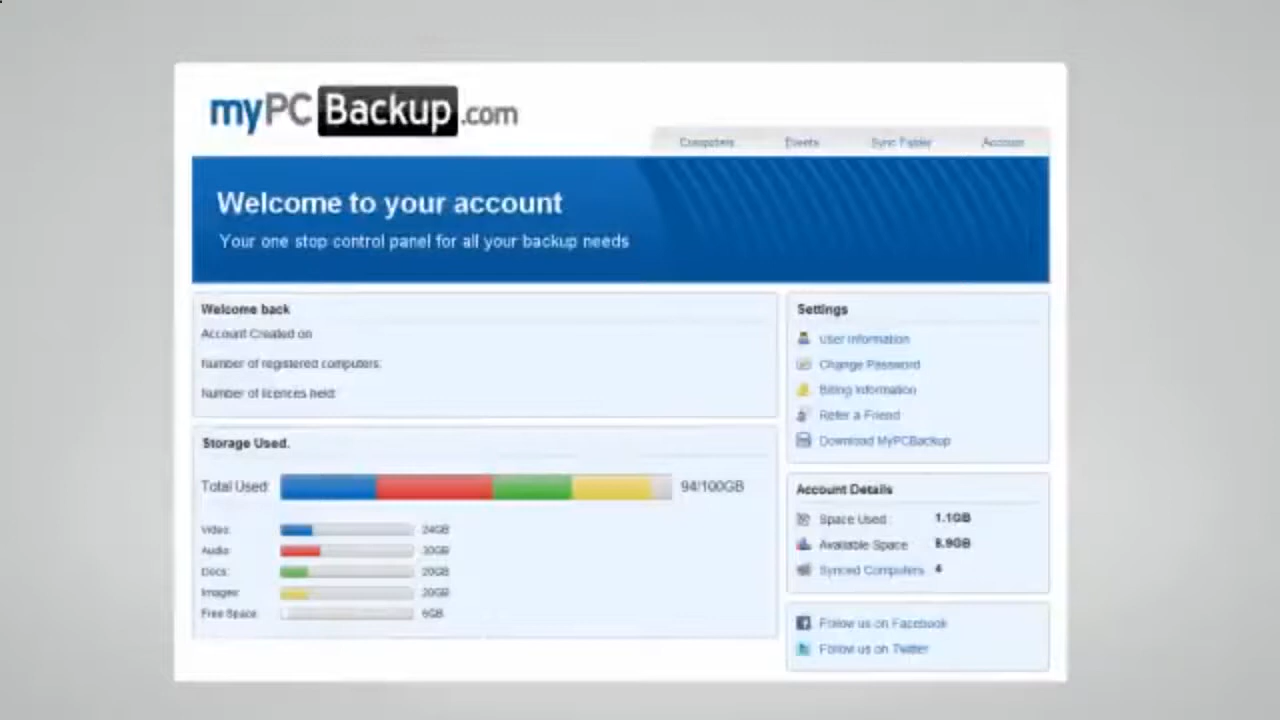 myPC Backup .com
Computers Events Sync Folder Account
Welcome to your account
Your one stop control panel for all your backup needs
Welcome back
Account Created on
Number of registered computers:
Number of licences held:
Storage Used.
Total Used: 94/100GB
Video: 24GB
Audio: 30GB
Docs: 20GB
Images: 20GB
Free Space: 6GB
Settings
User Information
Change Password
Billing Information
Refer a Friend
Download MyPCBackup
Account Details
Space Used : 1.1GB
Available Space 8.9GB
Synced Computers 4
Follow us on Facebook
Follow us on Twitter